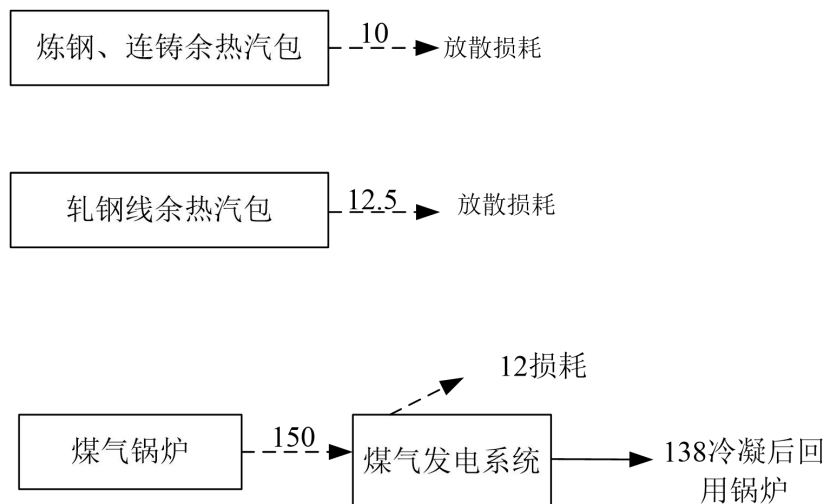 炼钢、连铸余热汽包
10
放散损耗
轧钢线余热汽包
12.5
放散损耗
12损耗
煤气锅炉
150
煤气发电系统
138冷凝后回
用锅炉